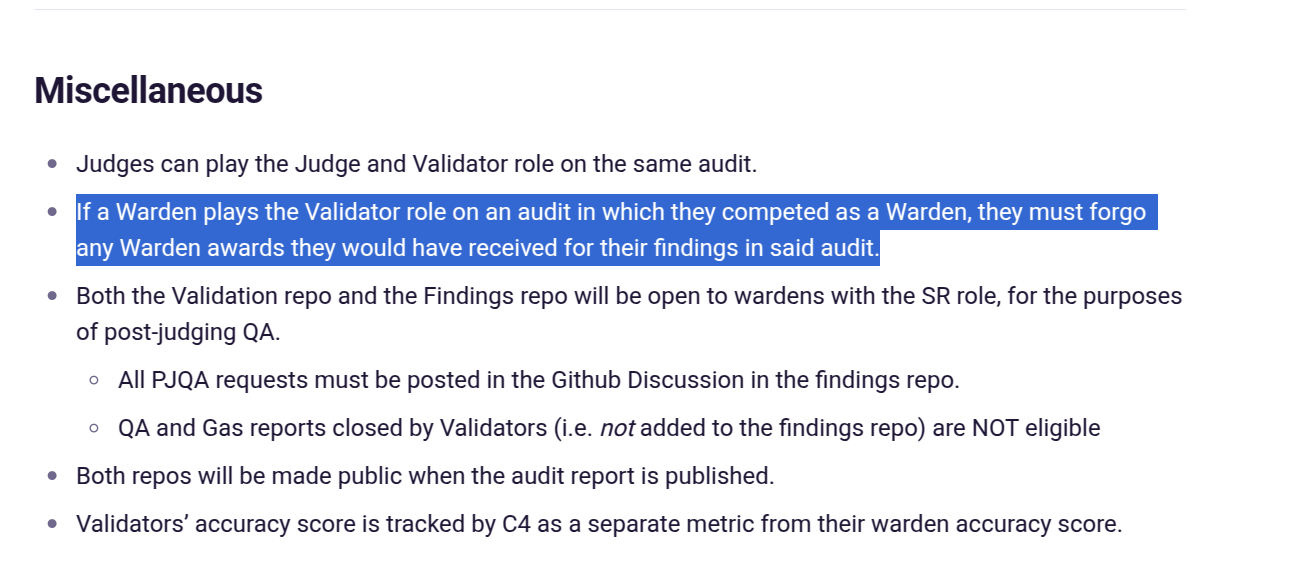 Miscellaneous
Judges can play the Judge and Validator role on the same audit.
If a Warden plays the Validator role on an audit in which they competed as a Warden, they must forgo
any Warden awards they would have received for their findings in said audit.
Both the Validation repo and the Findings repo will be open to wardens with the SR role, for the purposes
of post-judging QA.
All PJQA requests must be posted in the Github Discussion in the findings repo.
QA and Gas reports closed by Validators (i.e. not added to the findings repo) are NOT eligible
Both repos will be made public when the audit report is published.
Validators’ accuracy score is tracked by C4 as a separate metric from their warden accuracy score.